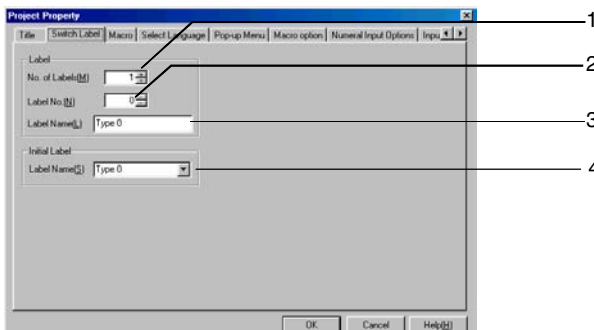 Project Property
Title Switch Label Macro Select Language Pop-up Menu Macro option Numeral Input Options Inpu
Label
No. of Labels(M) 1
Label No.(N) 0
Label Name(L) Type 0
Initial Label
Label Name(S) Type 0
OK Cancel Help(H)
1
2
3
4